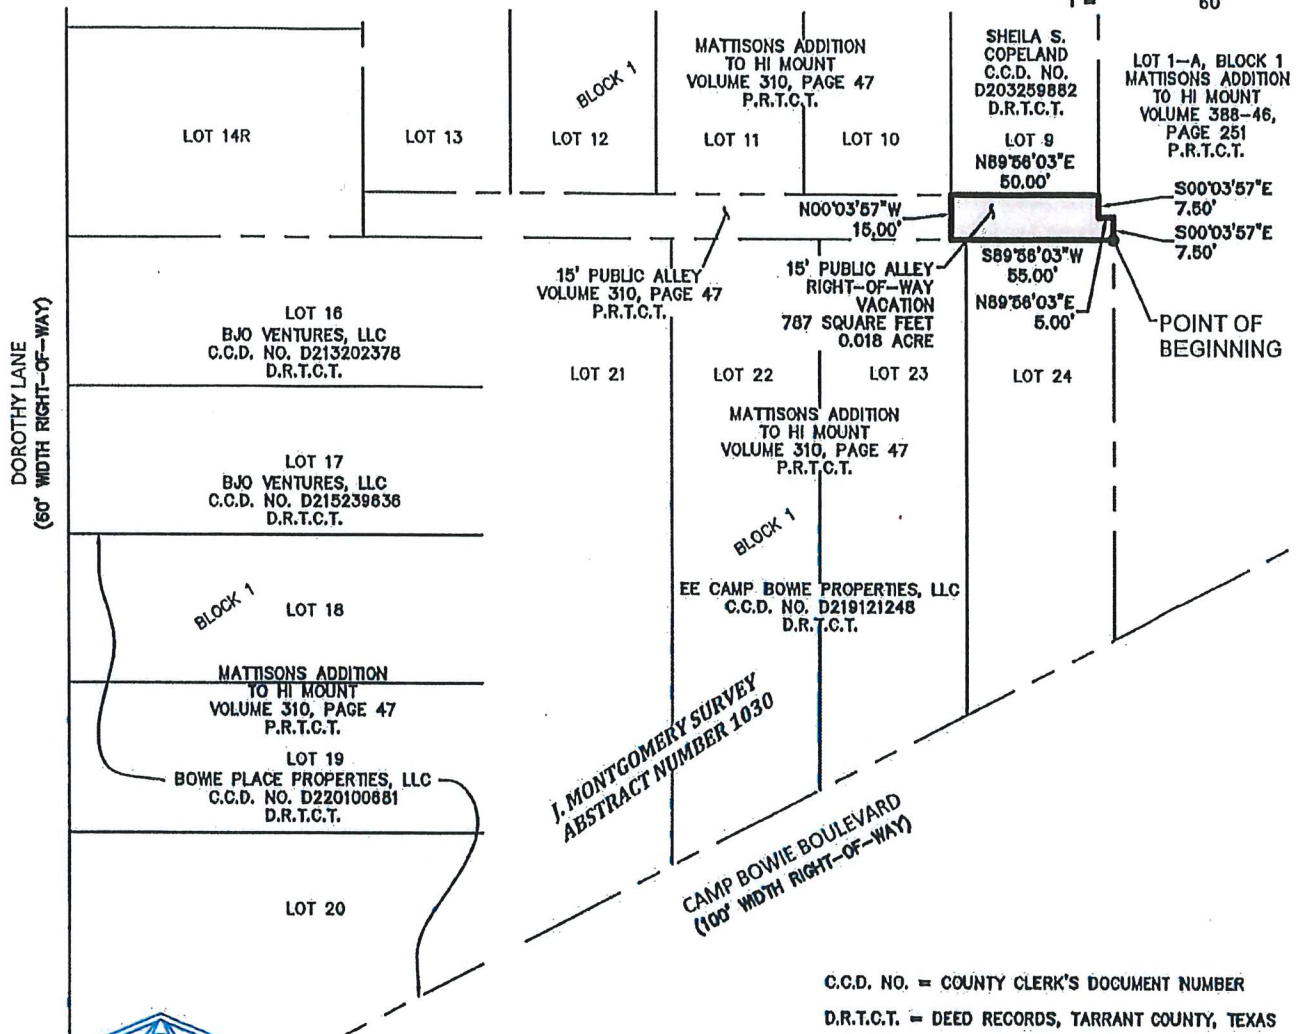 60'
SHEILA S.
COPELAND
C.C.D. NO.
D203259882
D.R.T.C.T.
LOT 1-A, BLOCK 1
MATTISONS ADDITION
TO HI MOUNT
VOLUME 388-46,
PAGE 251
P.R.T.C.T.
MATTISONS ADDITION
TO HI MOUNT
VOLUME 310, PAGE 47
P.R.T.C.T.
BLOCK 1
LOT 14R
LOT 13
LOT 12
LOT 11
LOT 10
LOT 9
N89°56'03"E
50.00'
S00°03'57"E
7.50'
S00°03'57"E
7.50'
N00°03'57"W
15.00'
S89°56'03"W
55.00'
N89°56'03"E
5.00'
POINT OF
BEGINNING
15' PUBLIC ALLEY
VOLUME 310, PAGE 47
P.R.T.C.T.
15' PUBLIC ALLEY
RIGHT-OF-WAY
VACATION
787 SQUARE FEET
0.018 ACRE
DOROTHY LANE
(60' WIDTH RIGHT-OF-WAY)
LOT 16
BJO VENTURES, LLC
C.C.D. NO. D213202378
D.R.T.C.T.
LOT 21
LOT 22
LOT 23
LOT 24
MATTISONS ADDITION
TO HI MOUNT
VOLUME 310, PAGE 47
P.R.T.C.T.
LOT 17
BJO VENTURES, LLC
C.C.D. NO. D215239636
D.R.T.C.T.
BLOCK 1
EE CAMP BOWIE PROPERTIES, LLC
C.C.D. NO. D219121248
D.R.T.C.T.
BLOCK 1
LOT 18
MATTISONS ADDITION
TO HI MOUNT
VOLUME 310, PAGE 47
P.R.T.C.T.
J. MONTGOMERY SURVEY
ABSTRACT NUMBER 1030
LOT 19
BOWIE PLACE PROPERTIES, LLC
C.C.D. NO. D220100681
D.R.T.C.T.
CAMP BOWIE BOULEVARD
(100' WIDTH RIGHT-OF-WAY)
LOT 20
C.C.D. NO. = COUNTY CLERK'S DOCUMENT NUMBER
D.R.T.C.T. = DEED RECORDS, TARRANT COUNTY, TEXAS